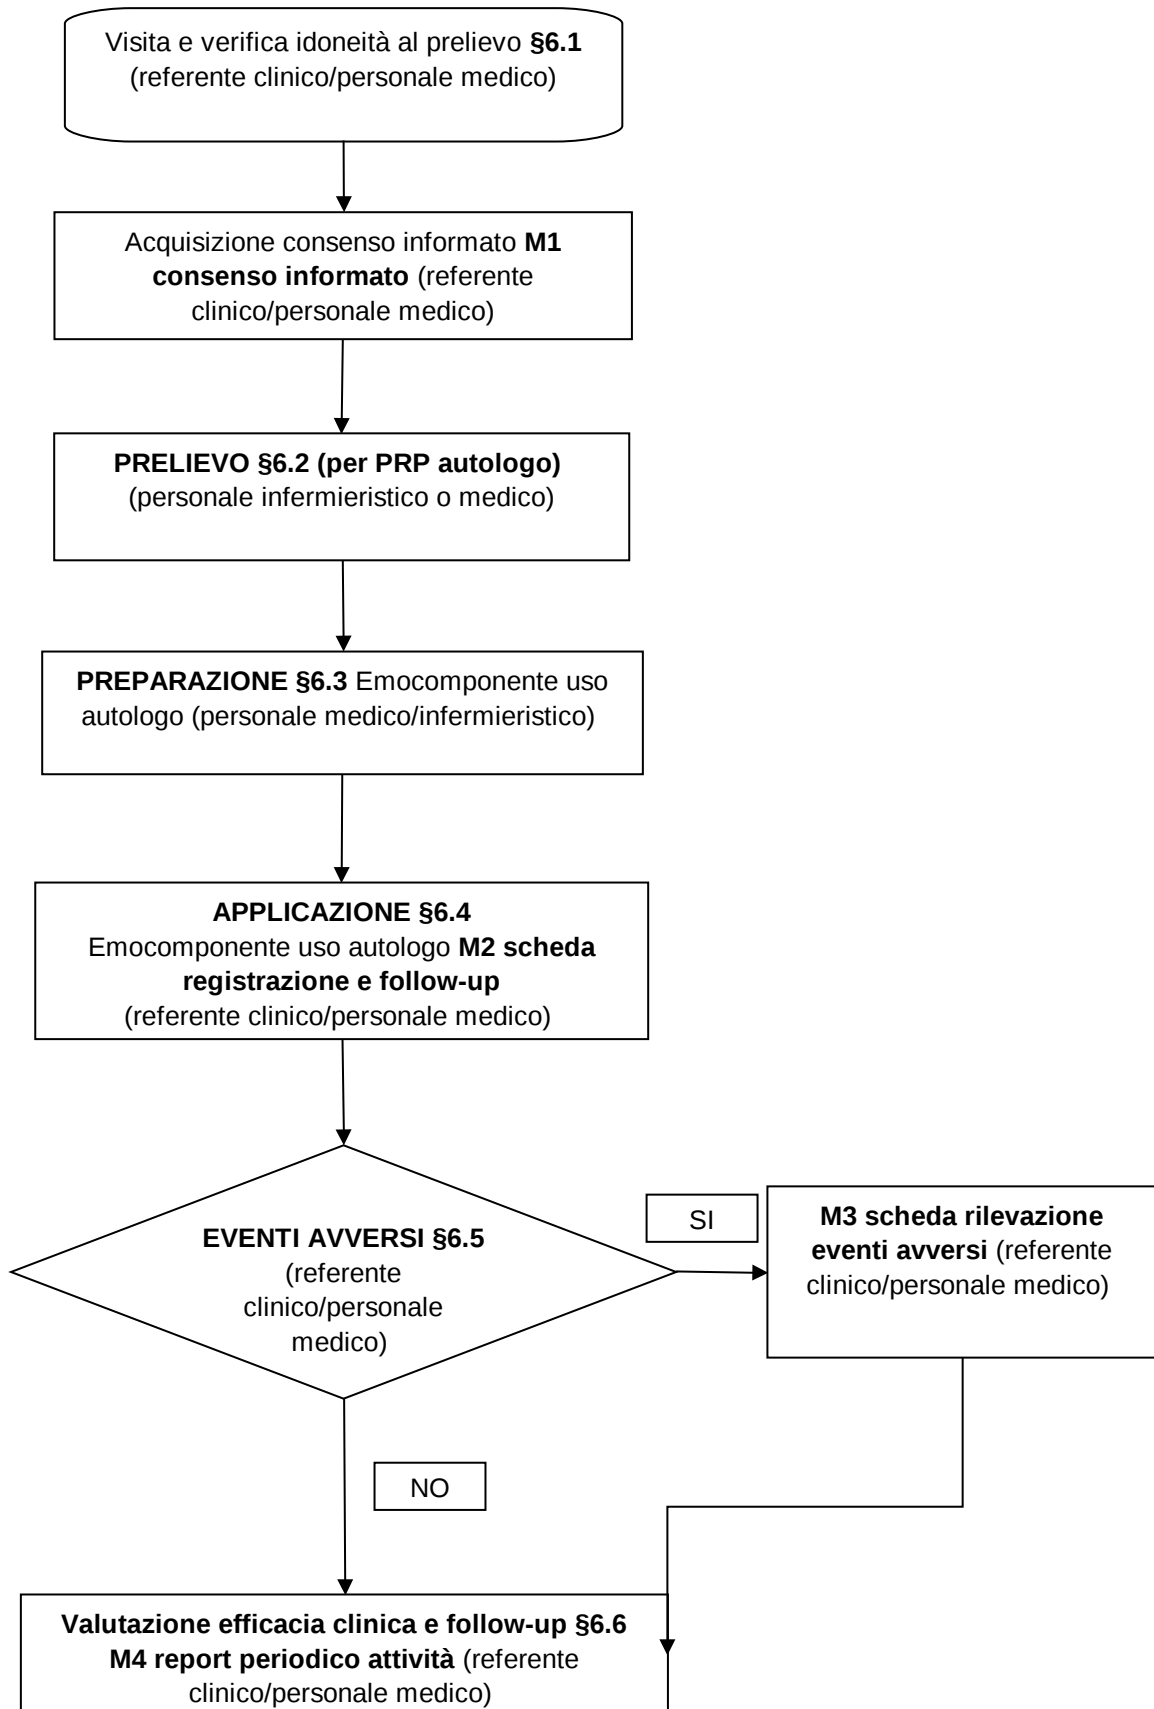 Visita e verifica idoneità al prelievo §6.1
(referente clinico/personale medico)
Acquisizione consenso informato M1
consenso informato (referente
clinico/personale medico)
PRELIEVO §6.2 (per PRP autologo)
(personale infermieristico o medico)
PREPARAZIONE §6.3 Emocomponente uso
autologo (personale medico/infermieristico)
APPLICAZIONE §6.4
Emocomponente uso autologo M2 scheda
registrazione e follow-up
(referente clinico/personale medico)
EVENTI AVVERSI §6.5
(referente
clinico/personale
medico)
SI
M3 scheda rilevazione
eventi avversi (referente
clinico/personale medico)
NO
Valutazione efficacia clinica e follow-up §6.6
M4 report periodico attività (referente
clinico/personale medico)